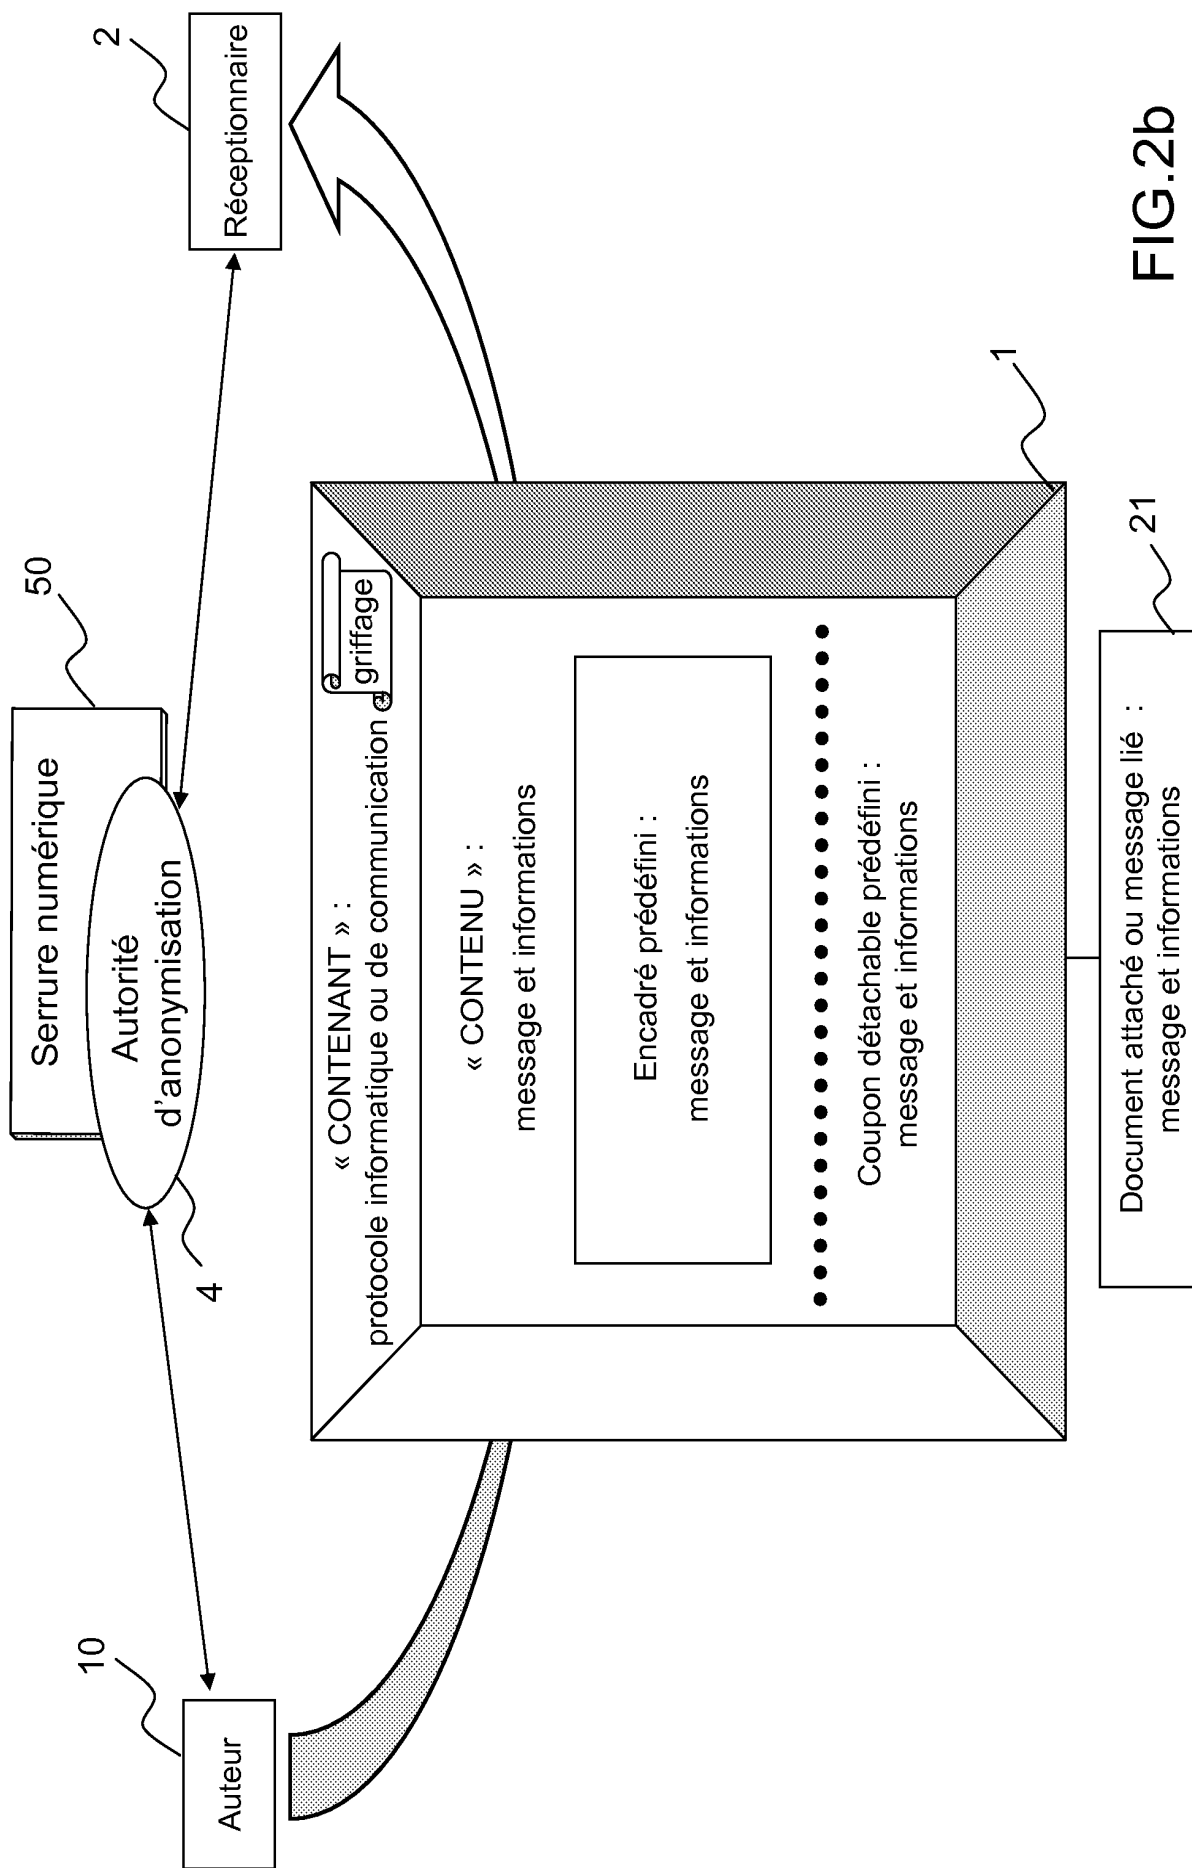 50
Serrure numérique
Autorité
d'anonymisation
4
10
Auteur
2
Réceptionnaire
« CONTENANT » :
protocole informatique ou de communication
griffage
« CONTENU » :
message et informations
Encadré prédéfini :
message et informations
Coupon détachable prédéfini :
message et informations
1
21
Document attaché ou message lié :
message et informations
FIG.2b